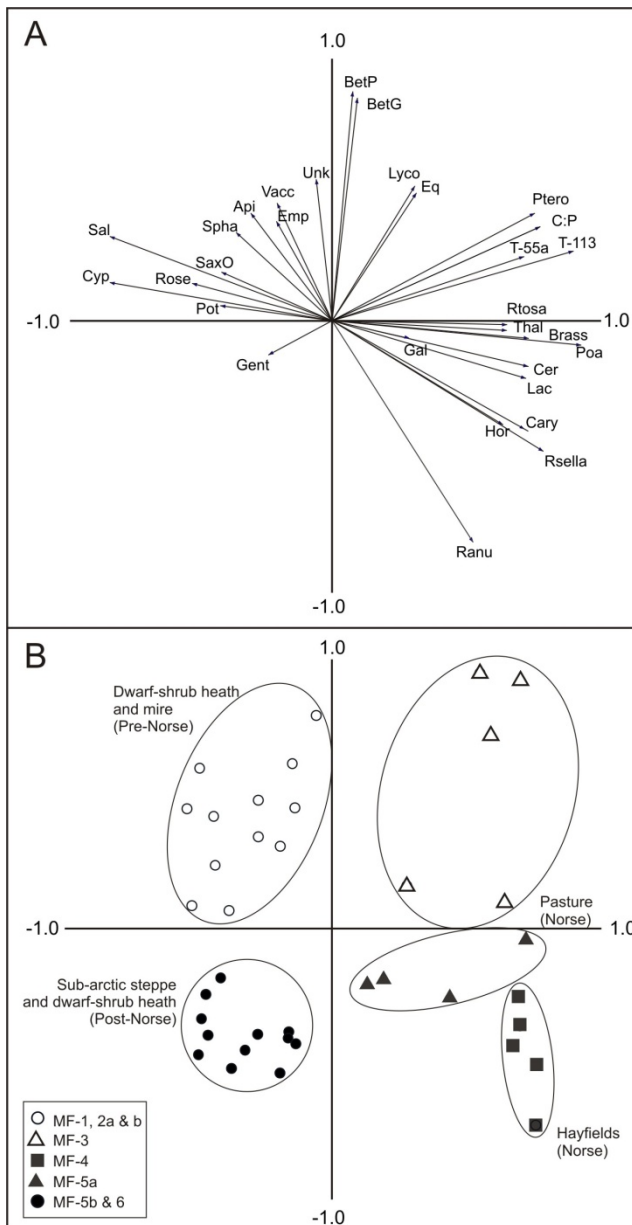 A
1.0
BetP
BetG
Unk
Lyco
Eq
Vacc
Api
Emp
Ptero
Sal
Spha
C:P
T-55a
T-113
SaxO
Cyp
Rose
Pot
Rtosa
-1.0
1.0
Thal
Brass
Gal
Poa
Gent
Cer
Lac
Cary
Hor
Rsella
Ranu
-1.0
B
1.0
Dwarf-shrub heath
and mire
(Pre-Norse)
Pasture
(Norse)
-1.0
1.0
Sub-arctic steppe
and dwarf-shrub heath
(Post-Norse)
MF-1, 2a & b
MF-3
MF-4
MF-5a
MF-5b & 6
Hayfields
(Norse)
-1.0